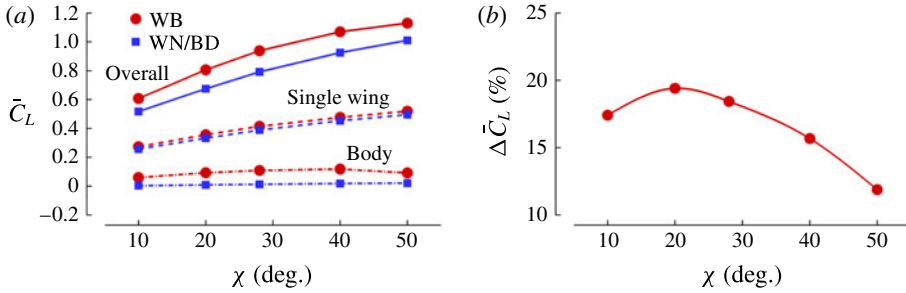 (a)
1.2
1.0
0.8
0.6
0.4
0.2
0
–0.2
C̄_L
WB
WN/BD
Overall
Single wing
Body
10 20 30 40 50
χ (deg.)
(b)
25
20
15
10
Δ C̄_L (%)
10 20 30 40 50
χ (deg.)